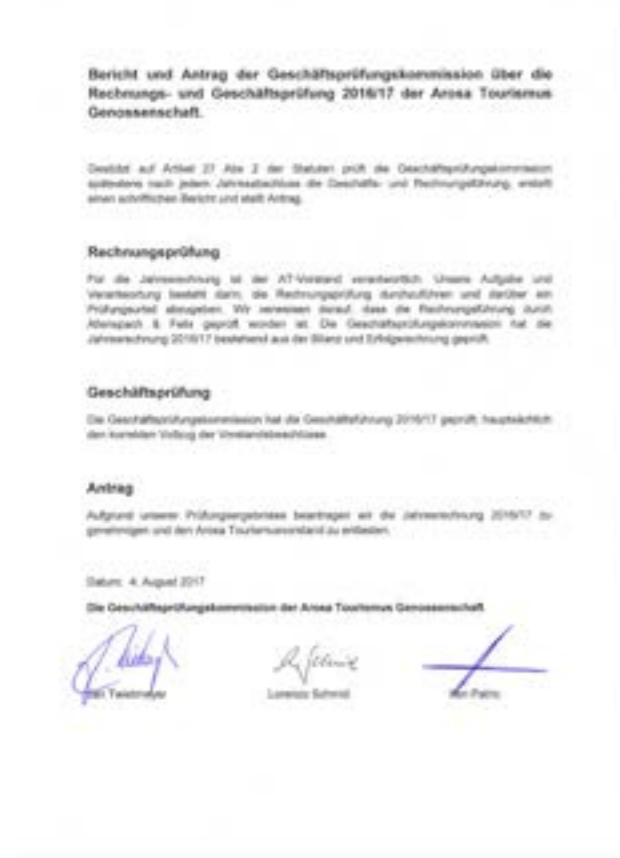 Bericht und Antrag der Geschäftsprüfungskommission über die
Rechnungs- und Geschäftsprüfung 2016/17 der Arosa Tourismus
Genossenschaft.
Gestützt auf Artikel 27 Abs 2 der Statuten prüft die Geschäftsprüfungskommission
spätestens nach jedem Jahresabschluss die Geschäfts- und Rechnungsführung, erstellt
einen schriftlichen Bericht und stellt Antrag.
Rechnungsprüfung
Für die Jahresrechnung ist der AT-Vorstand verantwortlich. Unsere Aufgabe und
Verantwortung besteht darin, die Rechnungsprüfung durchzuführen und darüber ein
Prüfungsurteil abzugeben. Wir verweisen darauf, dass die Rechnungsführung durch
& Felix geprüft worden ist. Die Geschäftsprüfungskommission hat die
Jahresrechnung 2016/17 bestehend aus der Bilanz und Erfolgsrechnung geprüft.
Geschäftsprüfung
Die Geschäftsprüfungskommission hat die Geschäftsführung 2016/17 geprüft, hauptsächlich
den korrekten Vollzug der Vorstandsbeschlüsse.
Antrag
Aufgrund unserer Prüfungsergebnisse beantragen wir die Jahresrechnung 2016/17 zu
genehmigen und den Arosa Tourismusvorstand zu entlasten.
Datum: 4. August 2017
Die Geschäftsprüfungskommission der Arosa Tourismus Genossenschaft
Twietmeyer Lorenzo Schmid